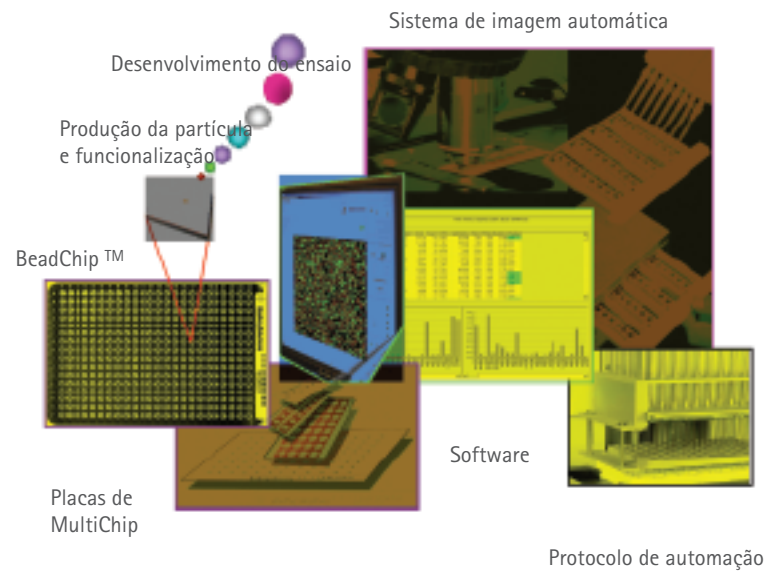 Sistema de imagem automática
Desenvolvimento do ensaio
Produção da partícula
e funcionalização
BeadChip TM
Software
Placas de
MultiChip
Protocolo de automação